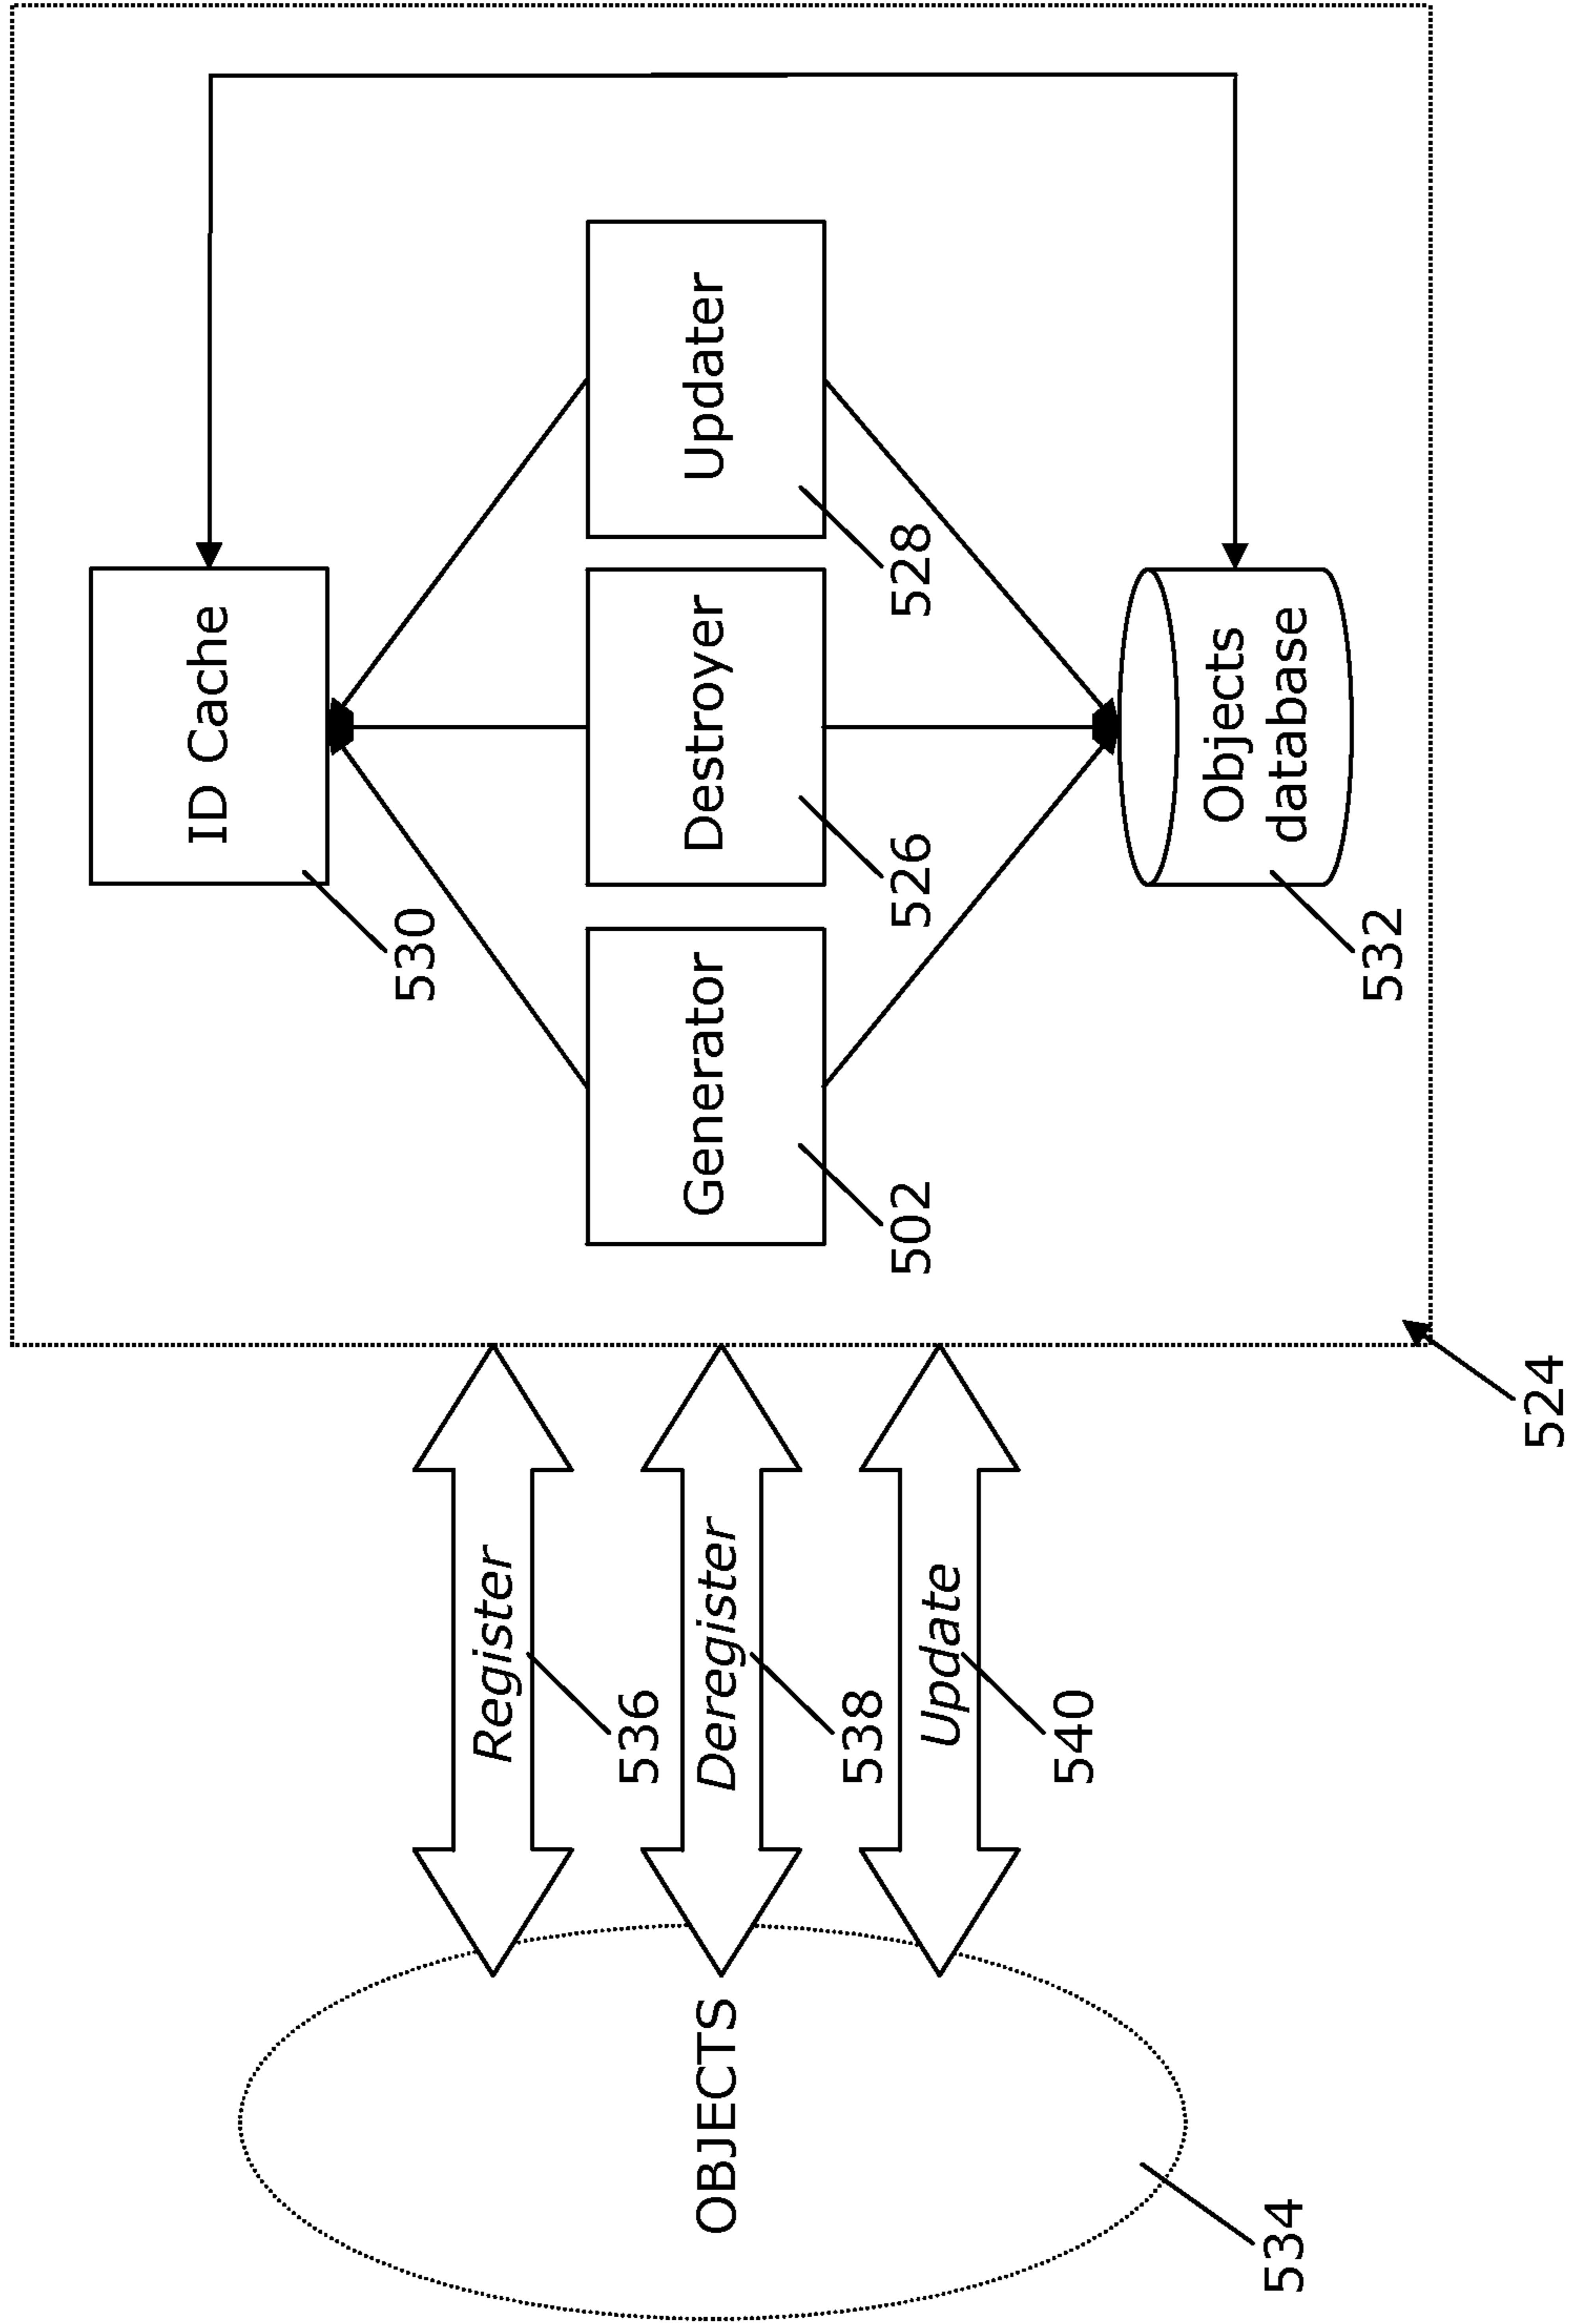 ID Cache
530
Generator
502
Destroyer
526
Updater
528
Objects
database
532
524
Register
536
Deregister
538
Update
540
OBJECTS
534